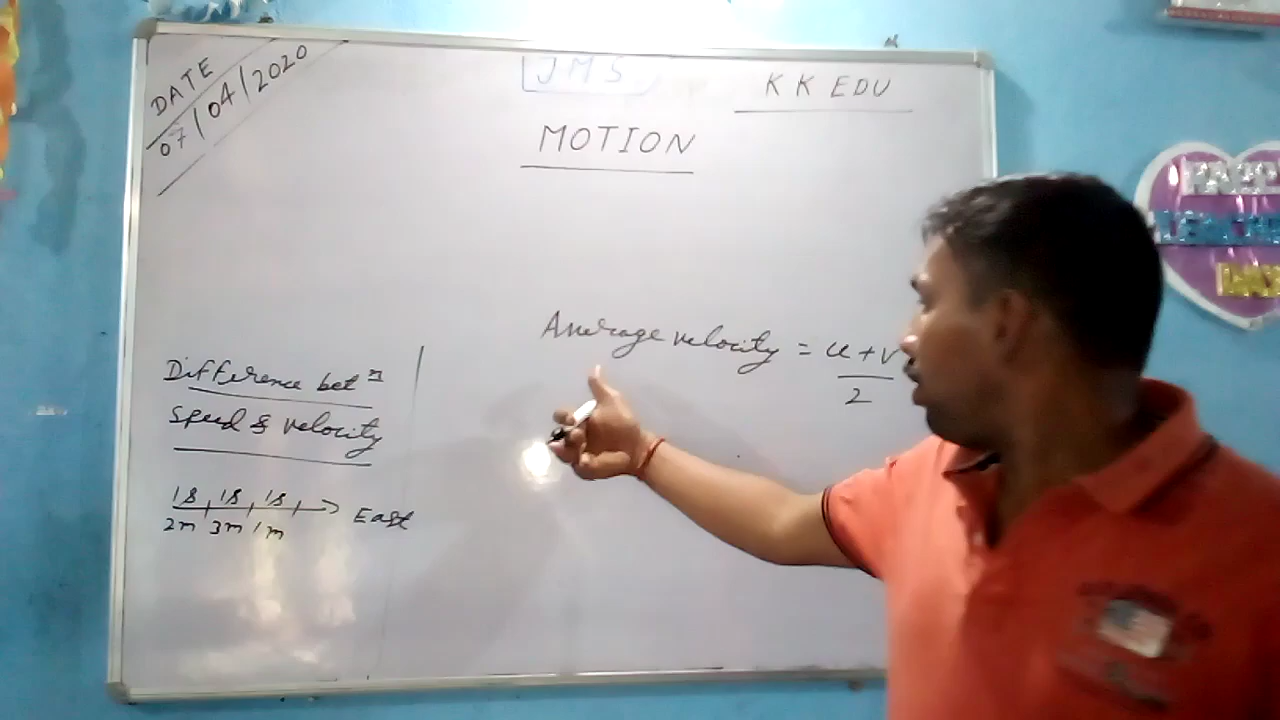 DATE
07/04/2020
JMS
KK EDU
MOTION
Average velocity = u+v
2
Difference betn
speed & velocity
1s 1s 1s
2m 3m 1m
East